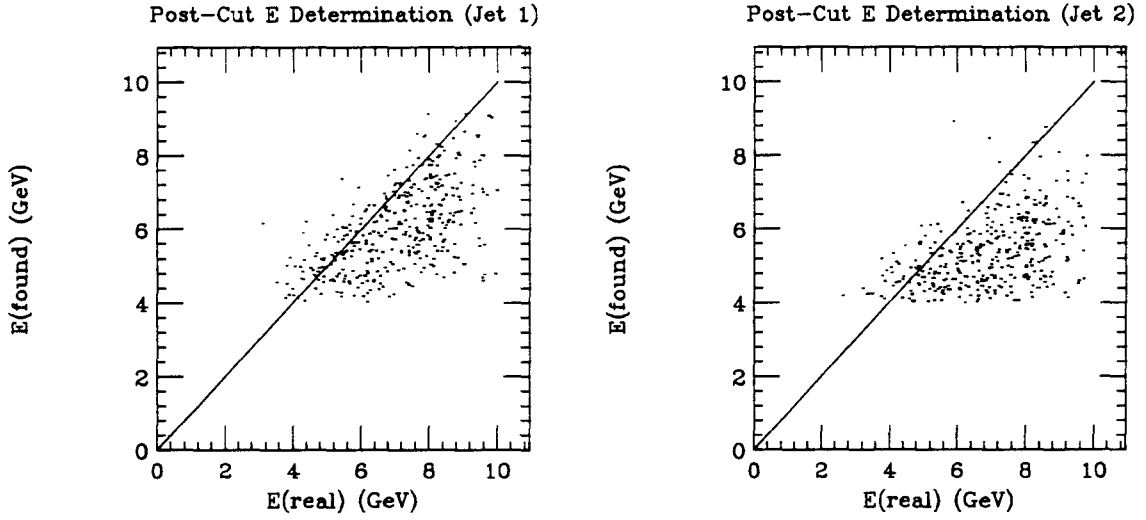 Post-Cut E Determination (Jet 1)
E(found) (GeV)
10
8
6
4
2
0
0 2 4 6 8 10
E(real) (GeV)
Post-Cut E Determination (Jet 2)
E(found) (GeV)
10
8
6
4
2
0
0 2 4 6 8 10
E(real) (GeV)